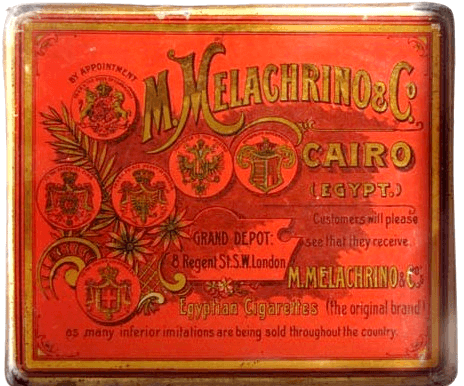 BY APPOINTMENT
M. MELACHRINO & Co.
CAIRO
(EGYPT.)
Customers will please
GRAND DEPOT:
see that they receive.
8 Regent St. S.W. London
M. MELACHRINO & Co.
Egyptian Cigarettes (the original brand)
as many inferior imitations are being sold throughout the country.